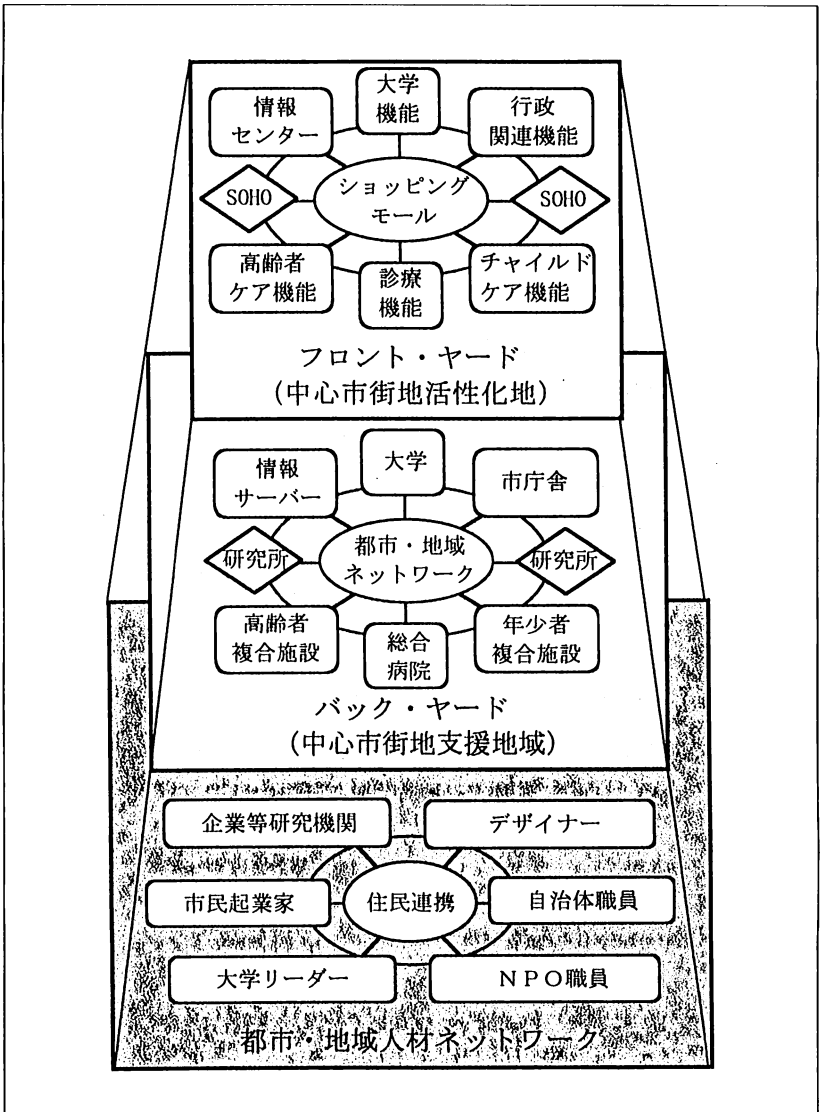 大学
機能
情報
センター
行政
関連機能
SOHO
ショッピング
モール
SOHO
高齢者
ケア機能
診療
機能
チャイルド
ケア機能
フロント・ヤード
(中心市街地活性化地)
情報
サーバー
大学
市庁舎
研究所
都市・地域
ネットワーク
研究所
高齢者
複合施設
総合
病院
年少者
複合施設
バック・ヤード
(中心市街地支援地域)
企業等研究機関
デザイナー
市民起業家
住民連携
自治体職員
大学リーダー
NPO職員
都市・地域人材ネットワーク